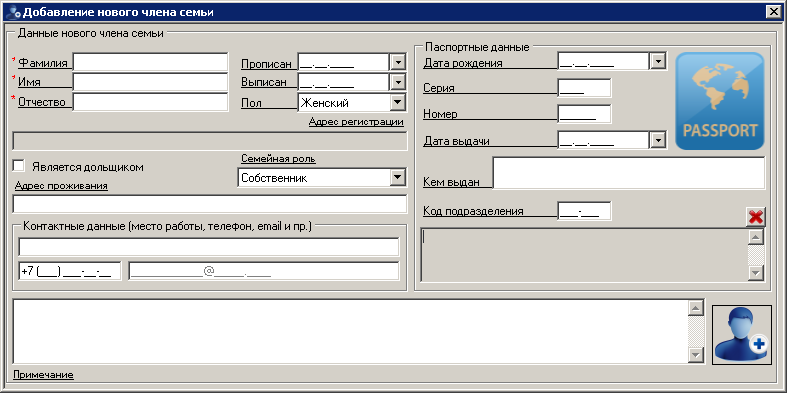 Добавление нового члена семьи
Данные нового члена семьи
* Фамилия
Прописан __.__.____
* Имя
Выписан __.__.____
* Отчество
Пол Женский
Адрес регистрации
Является дольщиком
Семейная роль
Собственник
Адрес проживания
Контактные данные (место работы, телефон, email и пр.)
+7 (___) ___-__-__
______________@_____.____
Паспортные данные
Дата рождения __.__.____
Серия ____
Номер ______
Дата выдачи __.__.____
Кем выдан
Код подразделения ___-___
PASSPORT
Примечание